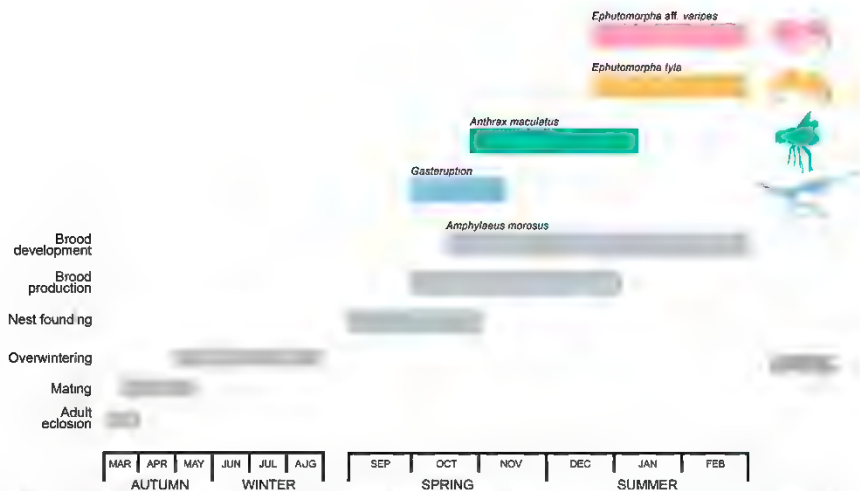 Ephutomorpha aff. varipes
Ephutomorpha tyla
Anthrax maculatus
Gasteruption
Amphylaeus morosus
Brood
development
Brood
production
Nest founding
Overwintering
Mating
Adult
eclosion
MAR APR MAY JUN JUL AUG SEP OCT NOV DEC JAN FEB
AUTUMN WINTER SPRING SUMMER